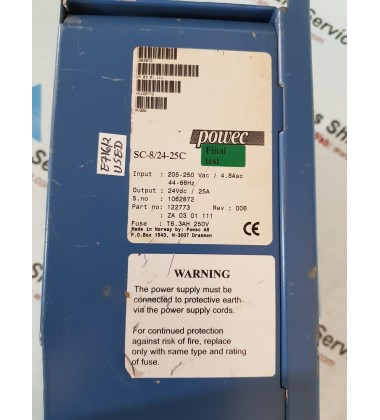 powec
SC-8/24-25C
Final
test
Input : 205-250 Vac / 4.8Aac
44-66Hz
Output : 24Vdc / 25A
S.no : 1062872
Part no : 122773 Rev : 006
: ZA 03 01 111
Fuse : T6.3AH 250V
Made in Norway by: Powec AS
P.O.Box 1543, N-3007 Drammen
CE
E716/2
USED
WARNING
The power supply must be
connected to protective earth
via the power supply cords.
For continued protection
against risk of fire, replace
only with same type and rating
of fuse.